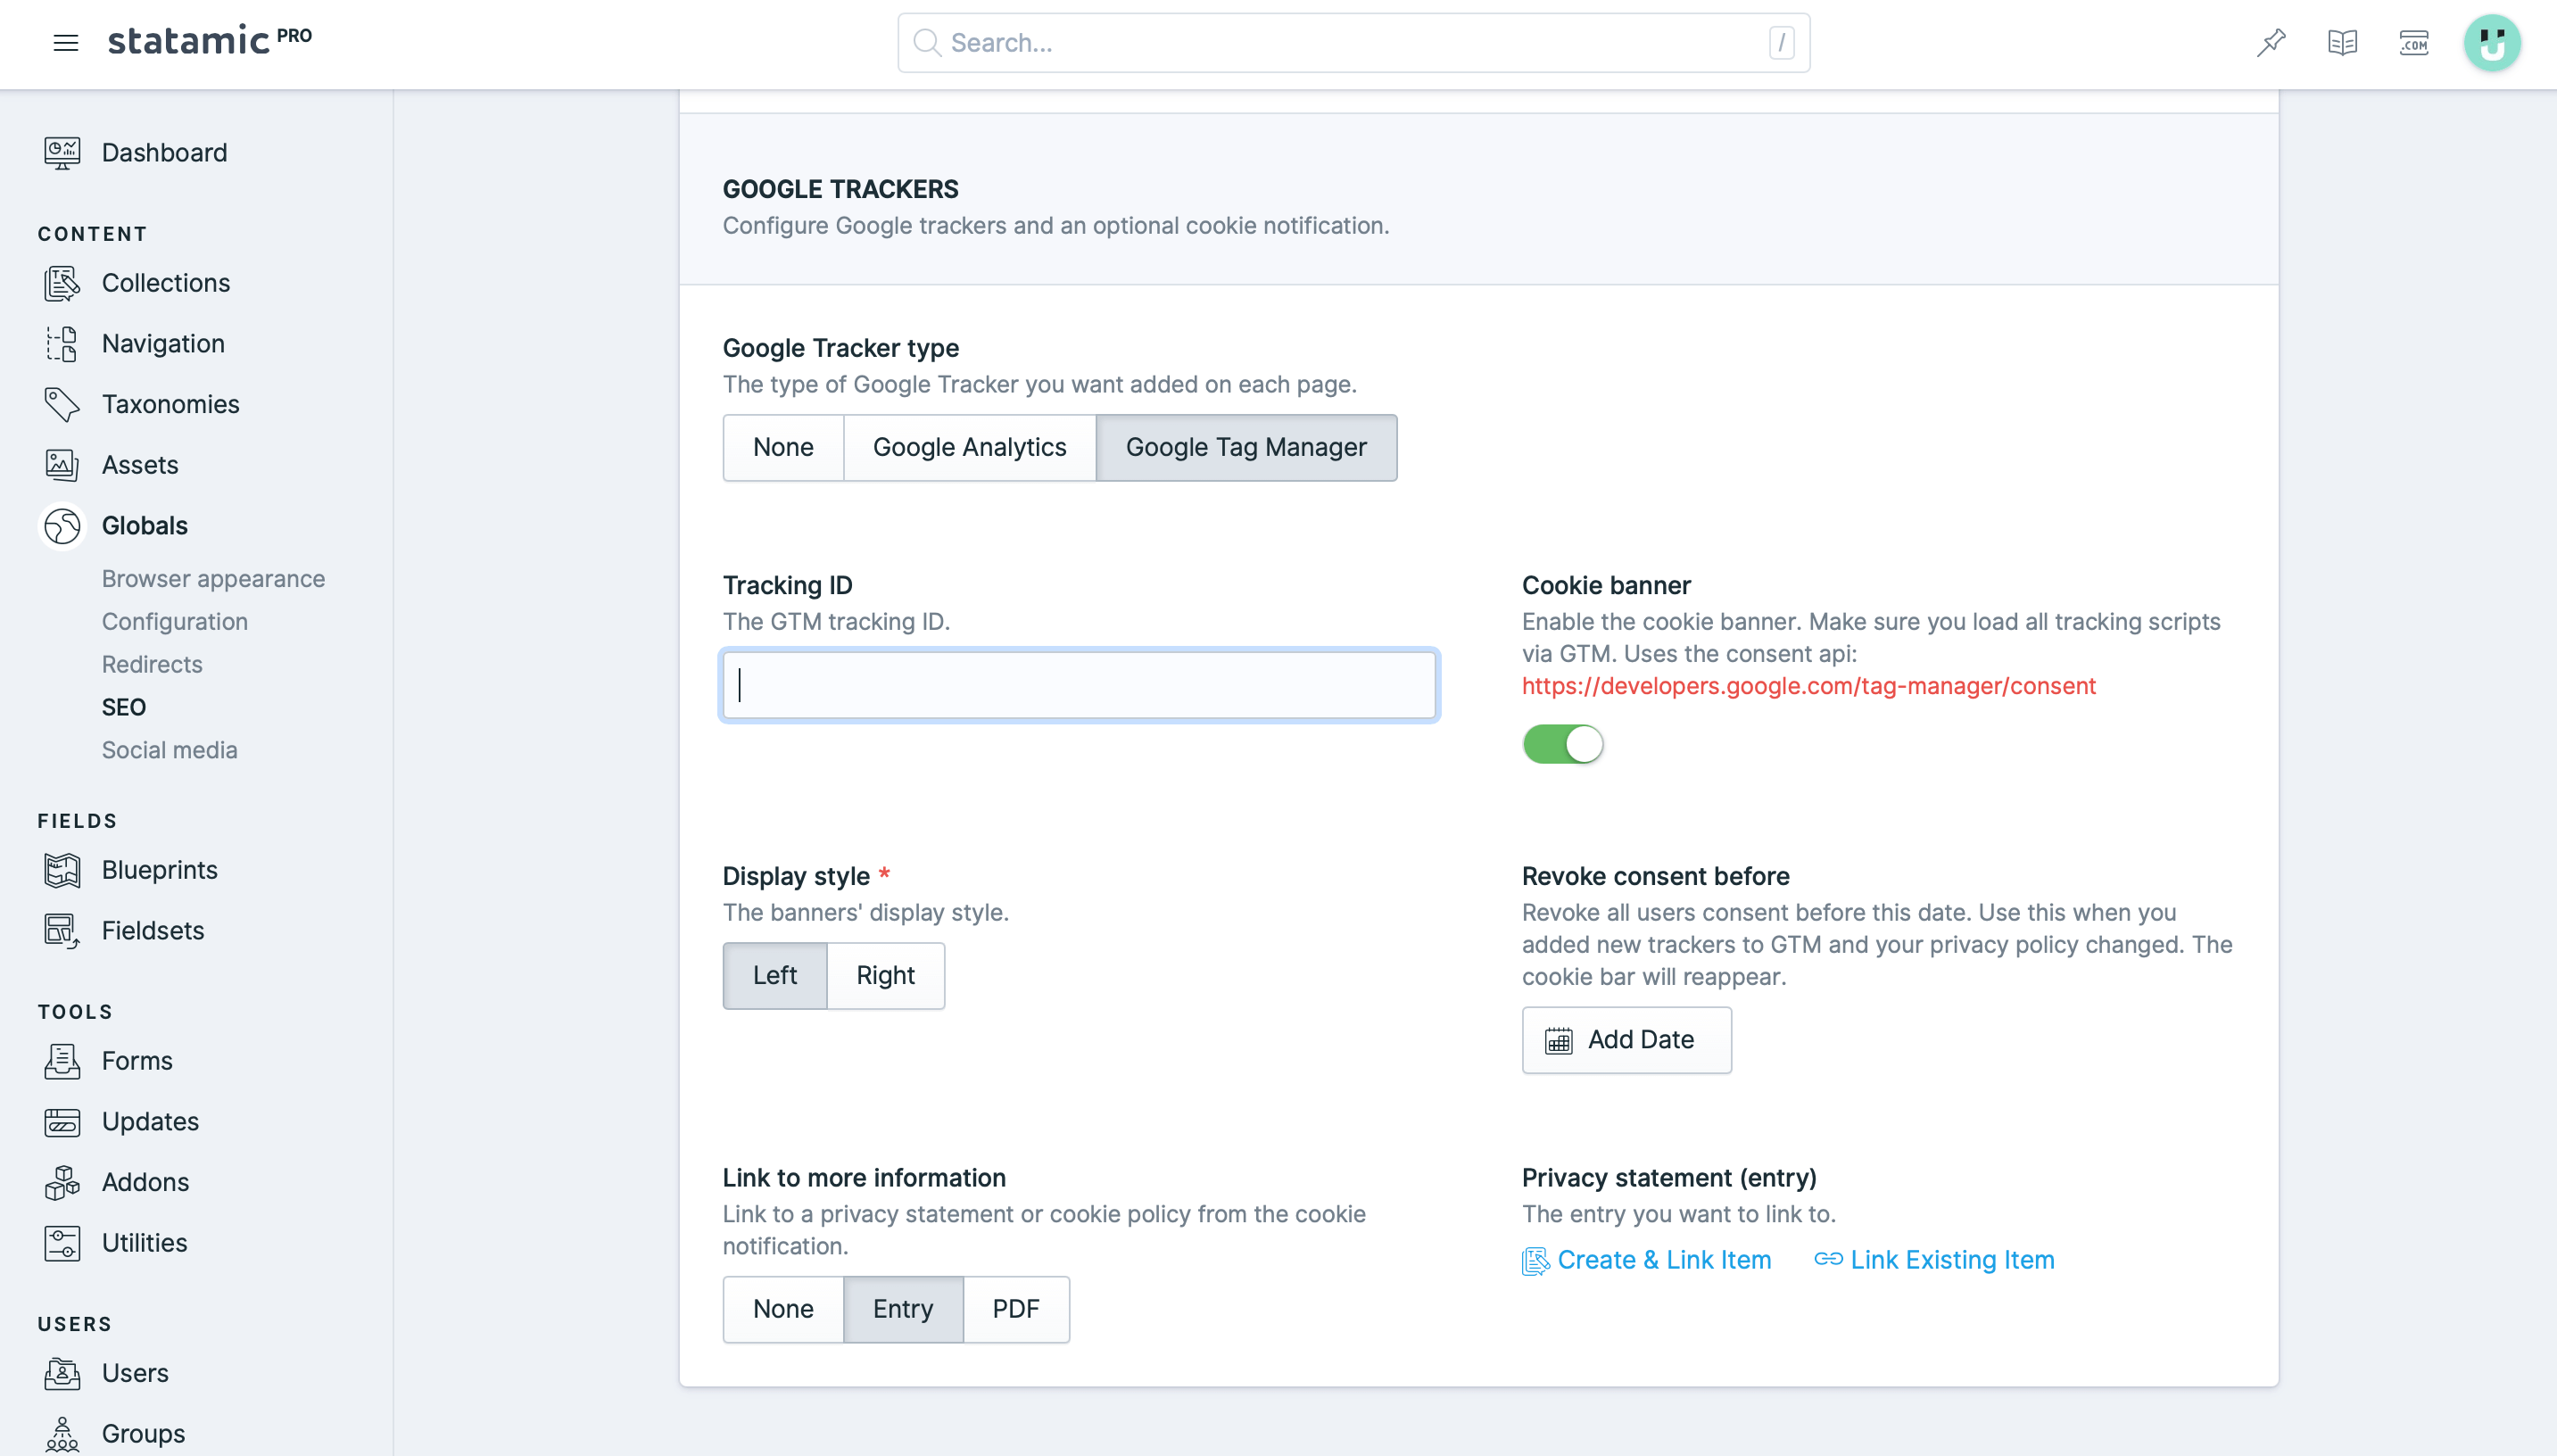 statamic PRO
Search...
/
.COM
Dashboard
CONTENT
Collections
Navigation
Taxonomies
Assets
Globals
Browser appearance
Configuration
Redirects
SEO
Social media
FIELDS
Blueprints
Fieldsets
TOOLS
Forms
Updates
Addons
Utilities
USERS
Users
Groups
GOOGLE TRACKERS
Configure Google trackers and an optional cookie notification.
Google Tracker type
The type of Google Tracker you want added on each page.
None
Google Analytics
Google Tag Manager
Tracking ID
The GTM tracking ID.
Cookie banner
Enable the cookie banner. Make sure you load all tracking scripts
via GTM. Uses the consent api:
https://developers.google.com/tag-manager/consent
Display style *
The banners' display style.
Left
Right
Revoke consent before
Revoke all users consent before this date. Use this when you
added new trackers to GTM and your privacy policy changed. The
cookie bar will reappear.
Add Date
Link to more information
Link to a privacy statement or cookie policy from the cookie
notification.
None
Entry
PDF
Privacy statement (entry)
The entry you want to link to.
Create & Link Item
Link Existing Item